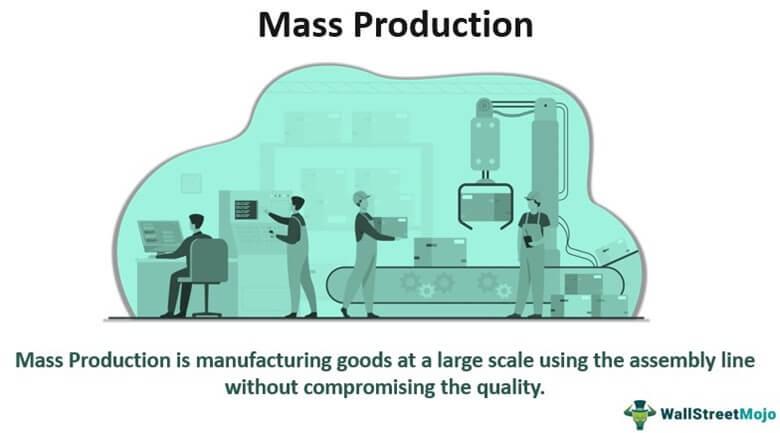 Mass Production
Mass Production is manufacturing goods at a large scale using the assembly line
without compromising the quality.
WallStreetMojo